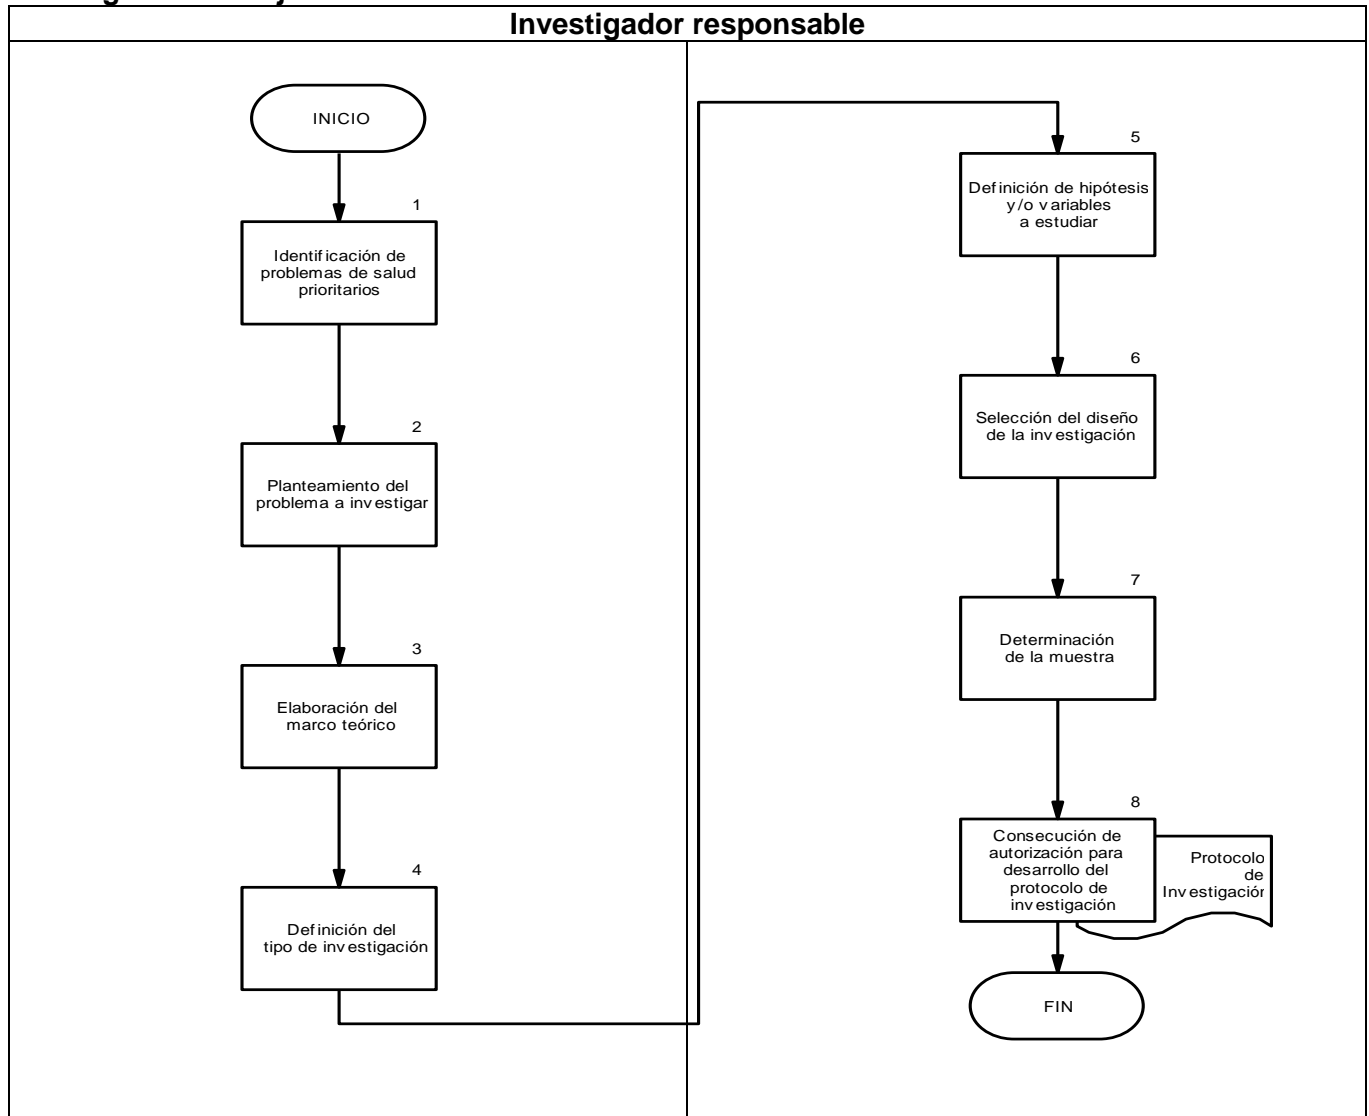 Investigador responsable
INICIO
1
Identificación de
problemas de salud
prioritarios
2
Planteamiento del
problema a investigar
3
Elaboración del
marco teórico
4
Definición del
tipo de investigación
5
Definición de hipótesis
y/o variables
a estudiar
6
Selección del diseño
de la investigación
7
Determinación
de la muestra
8
Consecución de
autorización para
desarrollo del
protocolo de
investigación
Protocolo
de
Investigación
FIN